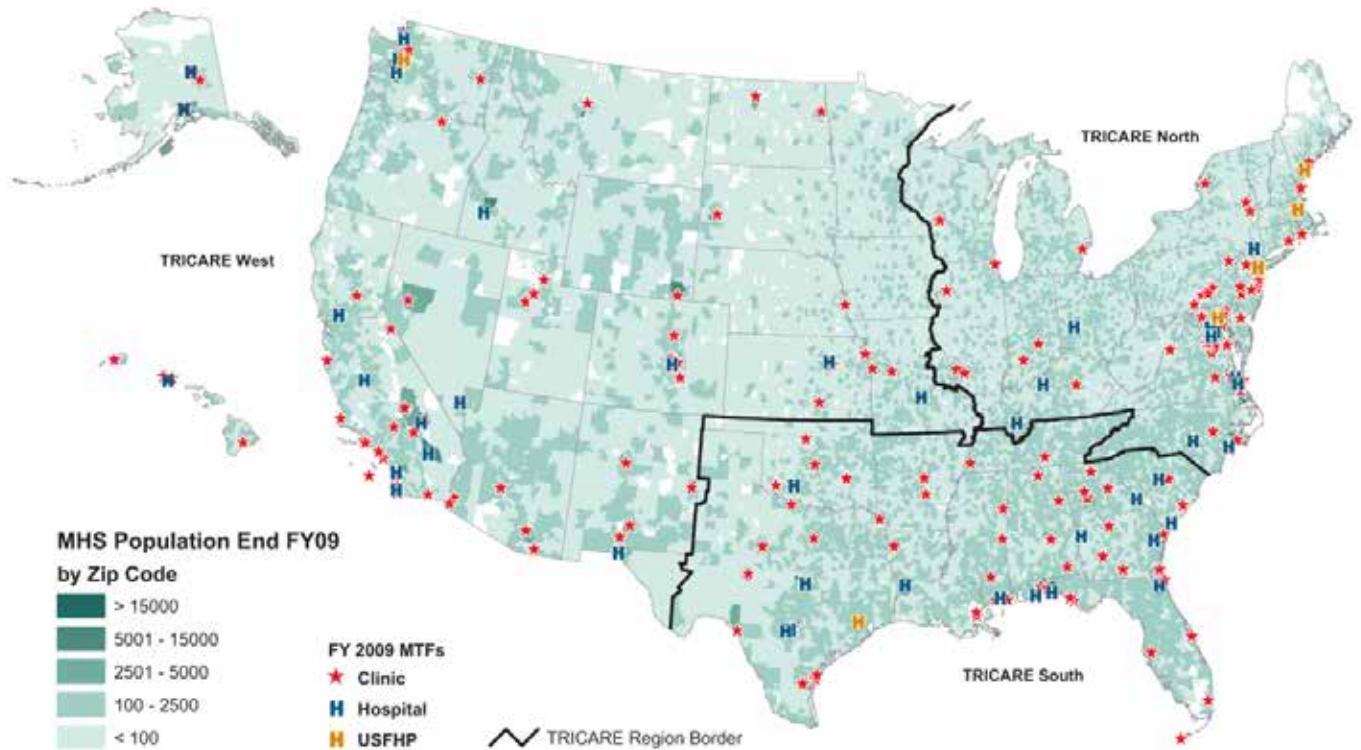 TRICARE North
TRICARE West
TRICARE South
MHS Population End FY09
by Zip Code
> 15000
5001 - 15000
2501 - 5000
100 - 2500
< 100
FY 2009 MTFs
Clinic
H Hospital
H USFHP
TRICARE Region Border